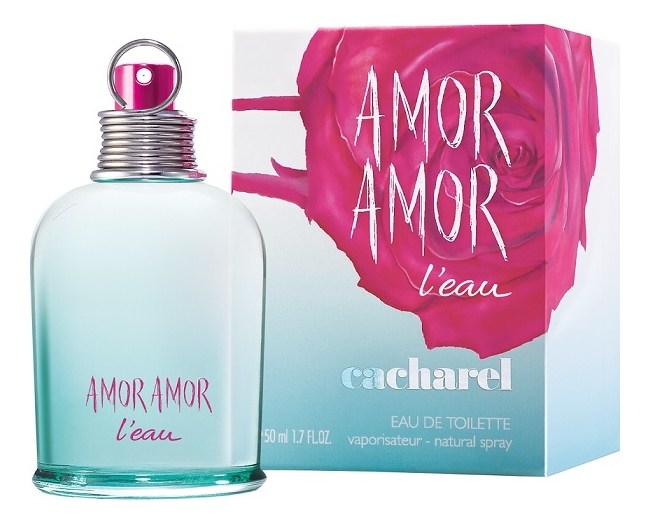 AMOR AMOR
l'eau
AMOR
AMOR
l'eau
cacharel
EAU DE TOILETTE
50 ml 1.7 FL.OZ. vaporisateur - natural spray